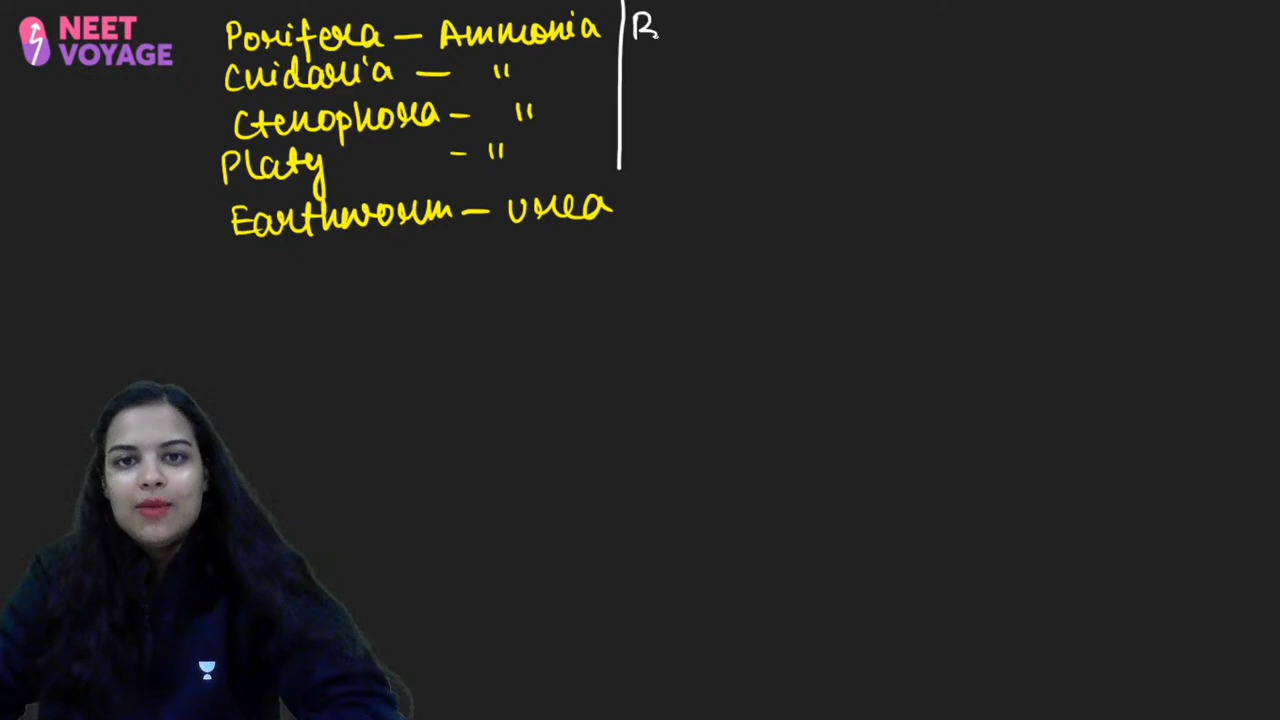 NEET
VOYAGE
Porifera – Ammonia
Cnidaria – "
Ctenophora – "
Platy – "
Earthworm – Urea
R